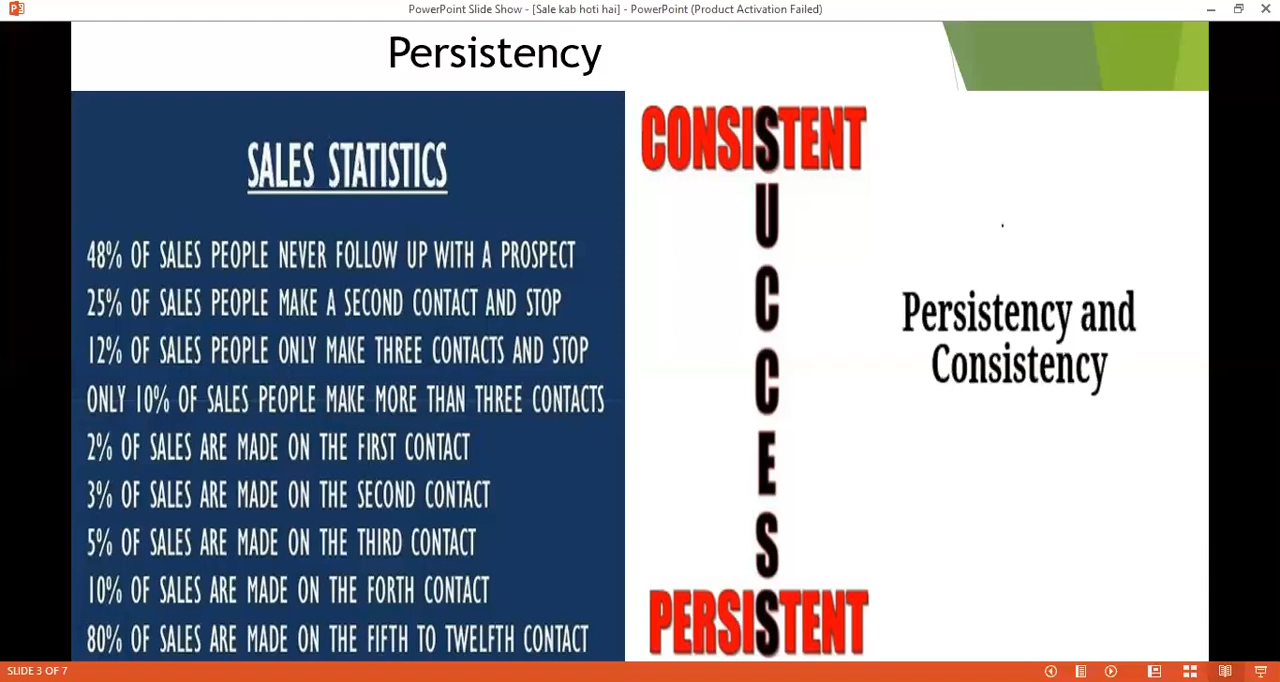 PowerPoint Slide Show - [Sale kab hoti hai] - PowerPoint (Product Activation Failed)
Persistency
SALES STATISTICS
48% OF SALES PEOPLE NEVER FOLLOW UP WITH A PROSPECT
25% OF SALES PEOPLE MAKE A SECOND CONTACT AND STOP
12% OF SALES PEOPLE ONLY MAKE THREE CONTACTS AND STOP
ONLY 10% OF SALES PEOPLE MAKE MORE THAN THREE CONTACTS
2% OF SALES ARE MADE ON THE FIRST CONTACT
3% OF SALES ARE MADE ON THE SECOND CONTACT
5% OF SALES ARE MADE ON THE THIRD CONTACT
10% OF SALES ARE MADE ON THE FORTH CONTACT
80% OF SALES ARE MADE ON THE FIFTH TO TWELFTH CONTACT
CONSISTENT
U
C
C
E
S
PERSISTENT
Persistency and
Consistency
SLIDE 3 OF 7